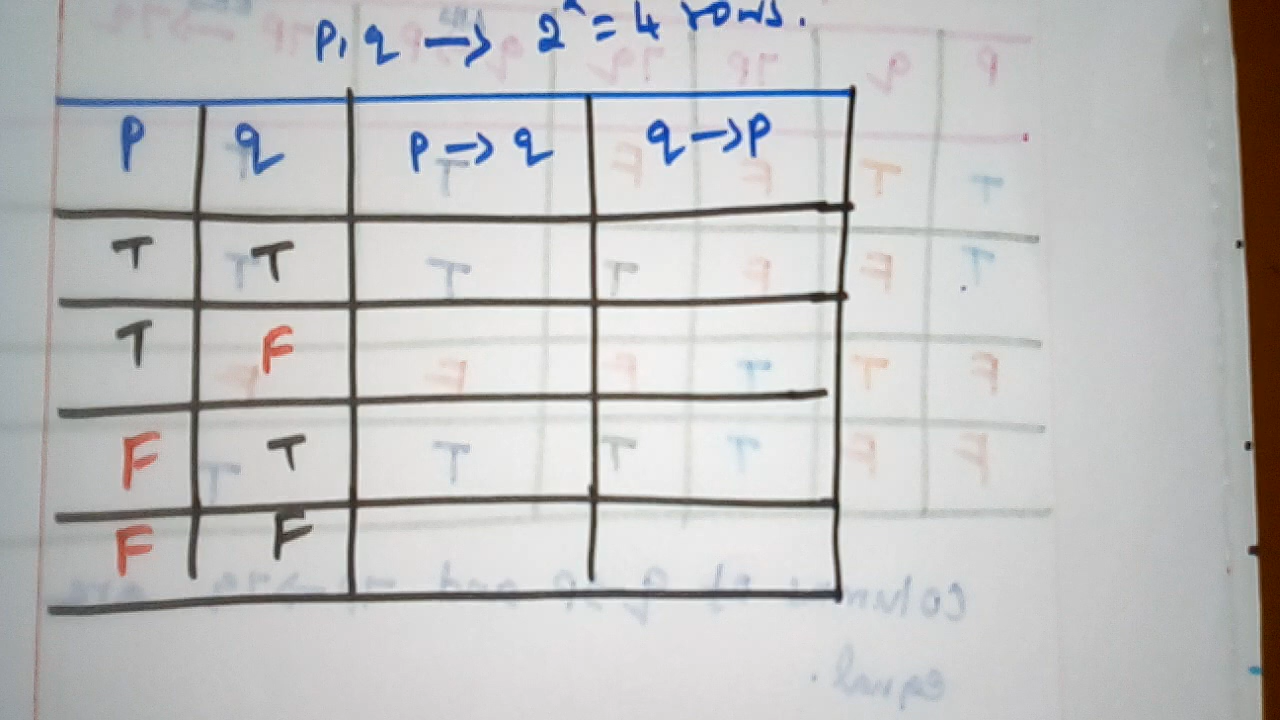 p, q → 2² = 4 rows.
p q p → q q → p
T T
T F
F T
F F